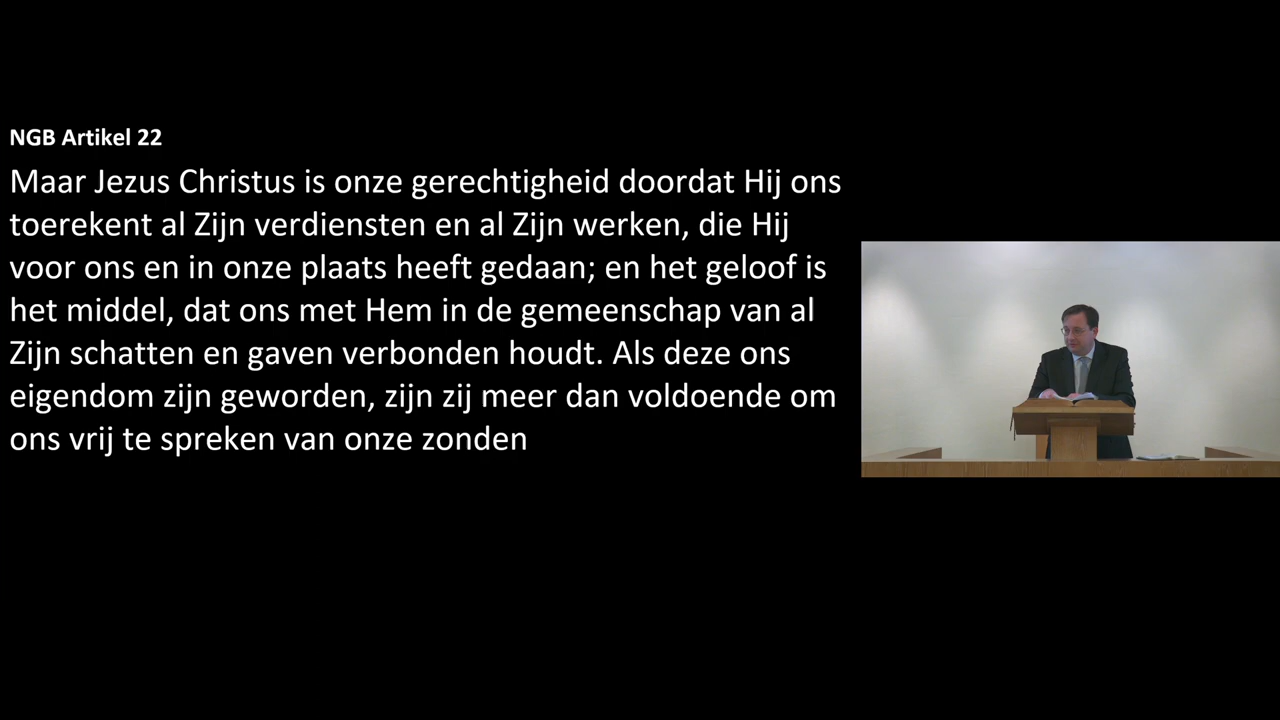 NGB Artikel 22
Maar Jezus Christus is onze gerechtigheid doordat Hij ons
toerekent al Zijn verdiensten en al Zijn werken, die Hij
voor ons en in onze plaats heeft gedaan; en het geloof is
het middel, dat ons met Hem in de gemeenschap van al
Zijn schatten en gaven verbonden houdt. Als deze ons
eigendom zijn geworden, zijn zij meer dan voldoende om
ons vrij te spreken van onze zonden